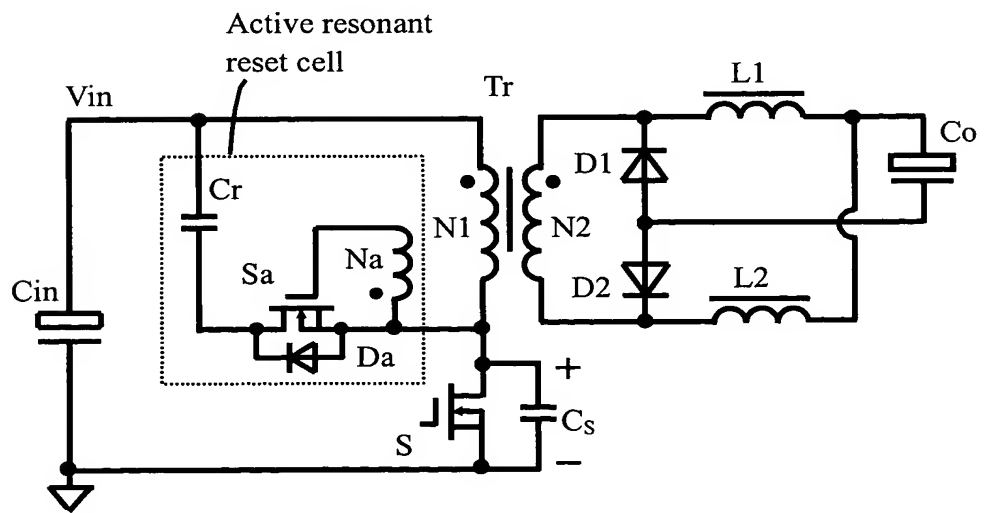 Active resonant
reset cell
Vin
Tr
L1
Co
D1
Cr
N1
N2
Sa
Na
Cin
D2
L2
Da
+
S
Cs
−